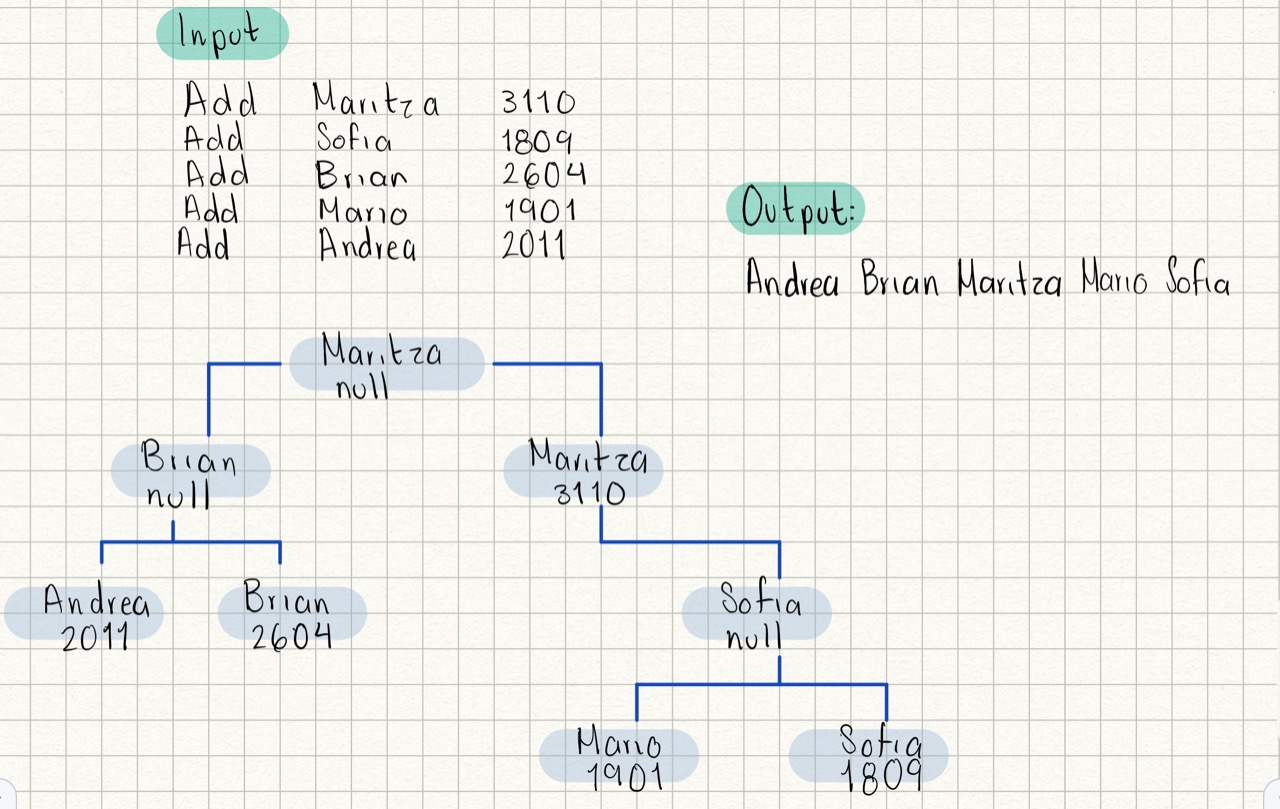 Input
Add Maritza 3110
Add Sofia 1809
Add Brian 2604
Add Mario 1901
Add Andrea 2011
Output:
Andrea Brian Maritza Mario Sofia
Maritza
null
Brian
null
Maritza
3110
Andrea
2011
Brian
2604
Sofia
null
Mario
1901
Sofia
1809